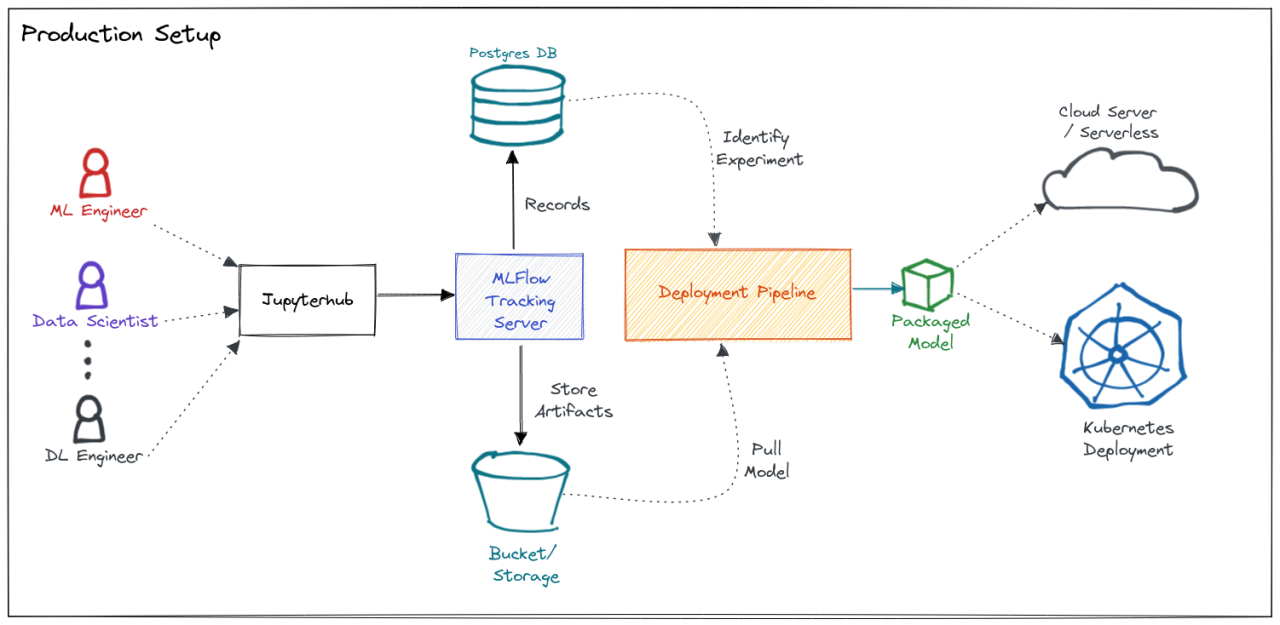 Production Setup
Postgres DB
Cloud Server
/ Serverless
Identify
Experiment
ML Engineer
Records
Jupyterhub
MLFlow
Tracking
Server
Deployment Pipeline
Data Scientist
Packaged
Model
Store
Artifacts
Kubernetes
Deployment
DL Engineer
Pull
Model
Bucket/
Storage